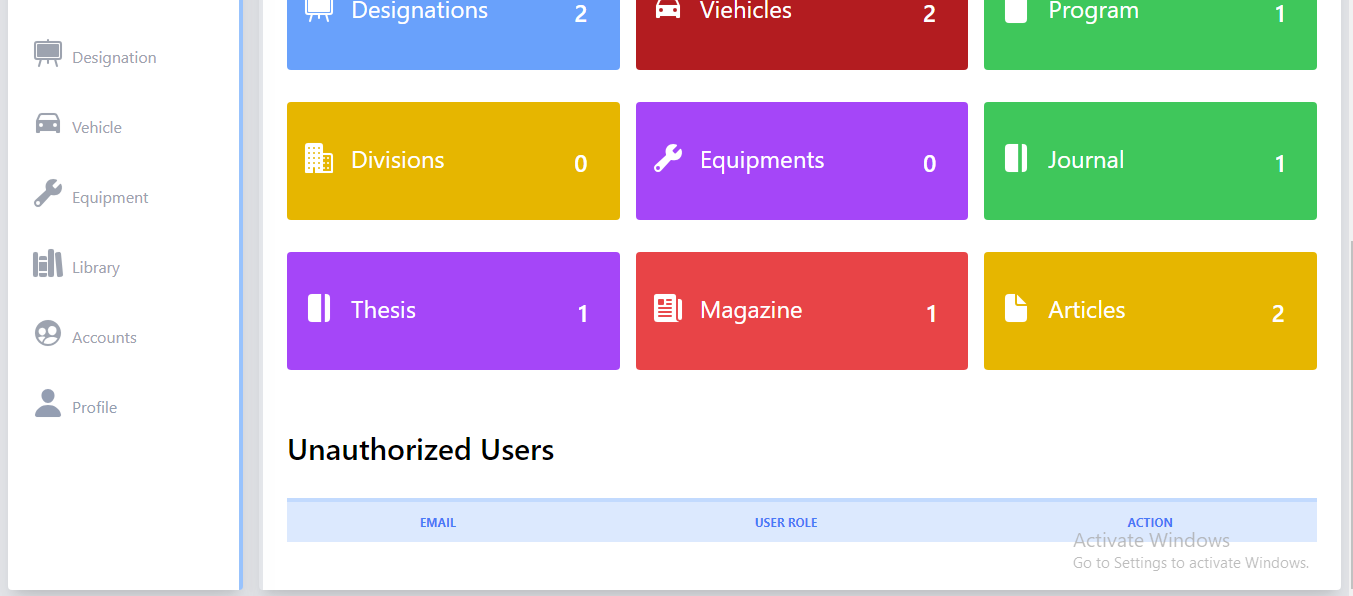 Designations 2
Viehicles 2
Program 1
Designation
Vehicle
Equipment
Library
Accounts
Profile
Divisions 0
Equipments 0
Journal 1
Thesis 1
Magazine 1
Articles 2
Unauthorized Users
EMAIL USER ROLE ACTION
Activate Windows
Go to Settings to activate Windows.